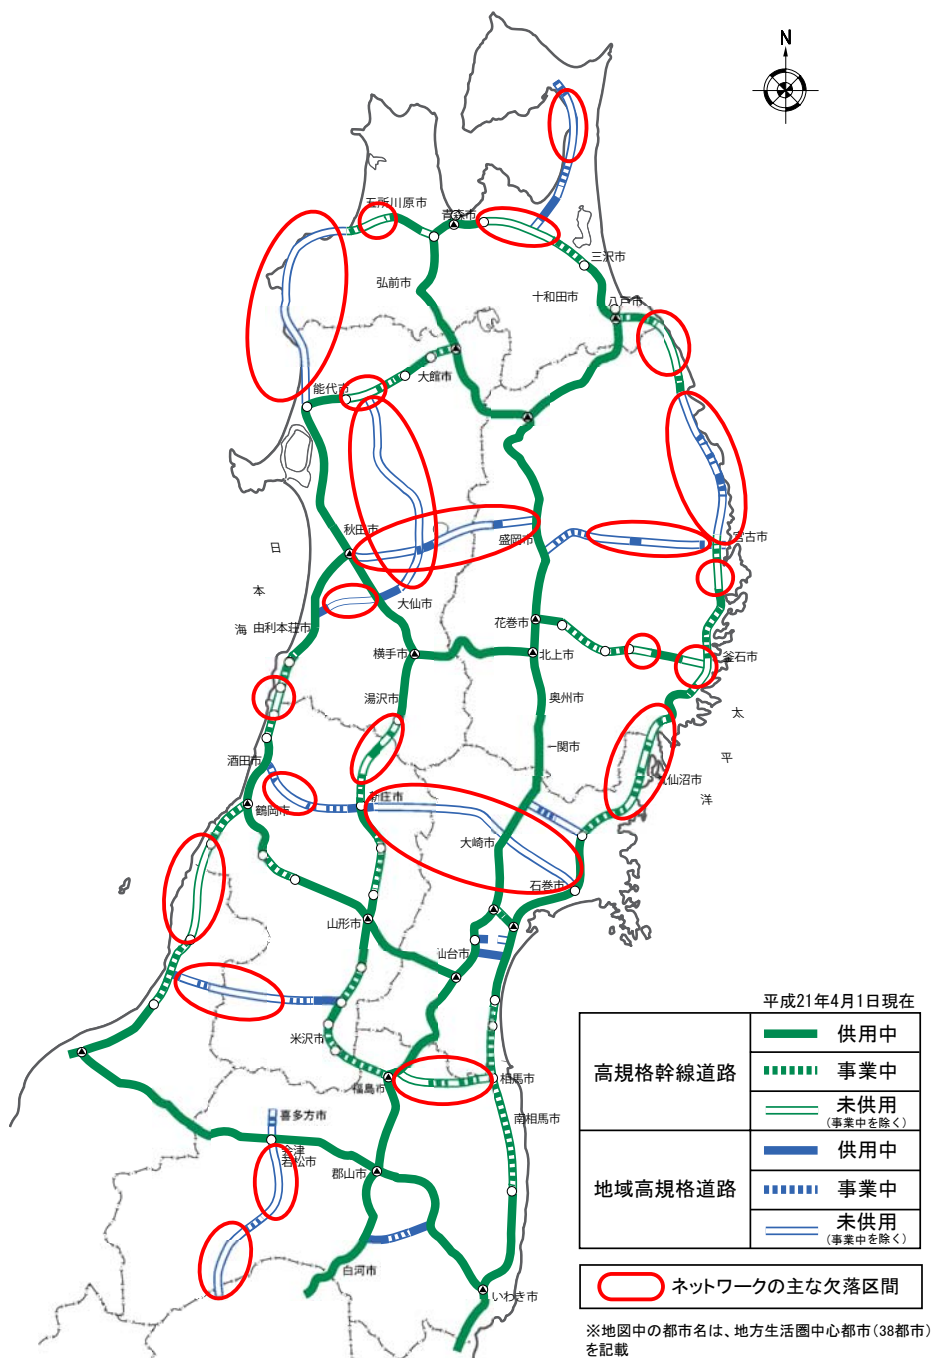 N
五所川原市
青森市
三沢市
弘前市
十和田市
八戸市
大館市
能代市
秋田市
盛岡市
宮古市
日
本
海
大仙市
由利本荘市
花巻市
横手市
北上市
釜石市
湯沢市
奥州市
太
平
洋
一関市
酒田市
気仙沼市
新庄市
鶴岡市
大崎市
石巻市
山形市
仙台市
米沢市
福島市
相馬市
南相馬市
喜多方市
会津
若松市
郡山市
白河市
いわき市
平成21年4月1日現在
高規格幹線道路
供用中
事業中
未供用
(事業中を除く)
地域高規格道路
供用中
事業中
未供用
(事業中を除く)
ネットワークの主な欠落区間
※地図中の都市名は、地方生活圏中心都市(38都市)
を記載